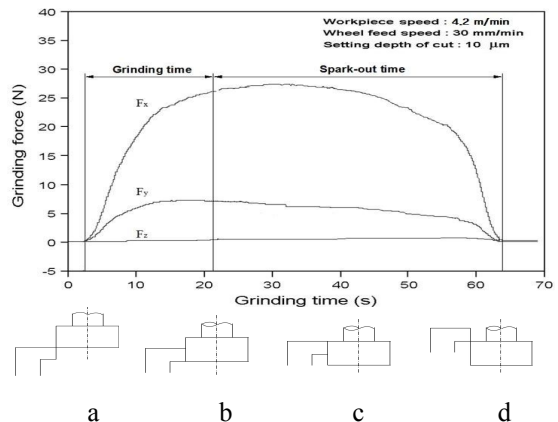 Workpiece speed : 4,2 m/min
Wheel feed speed : 30 mm/min
Setting depth of cut : 10 μm
Grinding time
Spark-out time
Fx
Fy
Fz
Grinding force (N)
40
35
30
25
20
15
10
5
0
-5
0 10 20 30 40 50 60 70
Grinding time (s)
a b c d